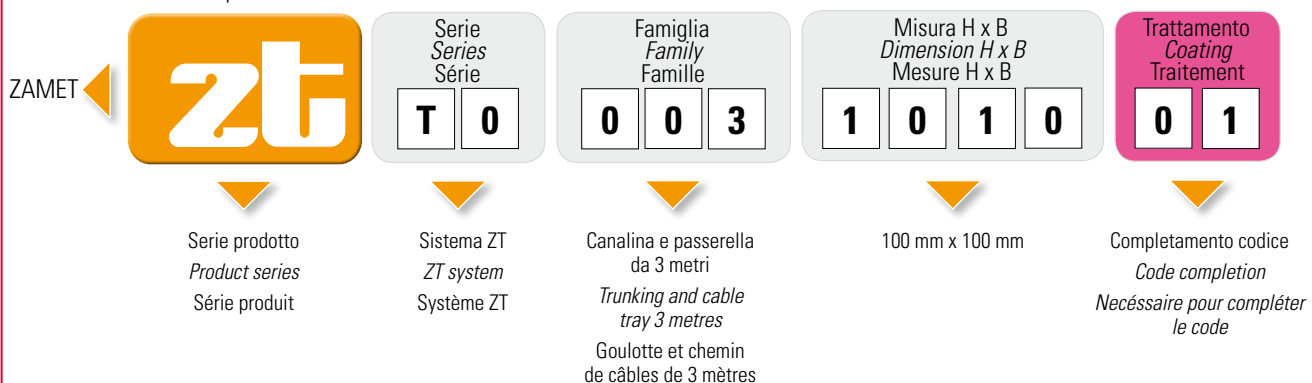 ZAMET
zt
Serie
Series
Série
T 0
Famiglia
Family
Famille
0 0 3
Misura H x B
Dimension H x B
Mesure H x B
1 0 1 0
Trattamento
Coating
Traitement
0 1
Serie prodotto
Product series
Série produit
Sistema ZT
ZT system
Système ZT
Canalina e passerella
da 3 metri
Trunking and cable
tray 3 metres
Goulotte et chemin
de câbles de 3 mètres
100 mm x 100 mm
Completamento codice
Code completion
Necéssaire pour compléter
le code